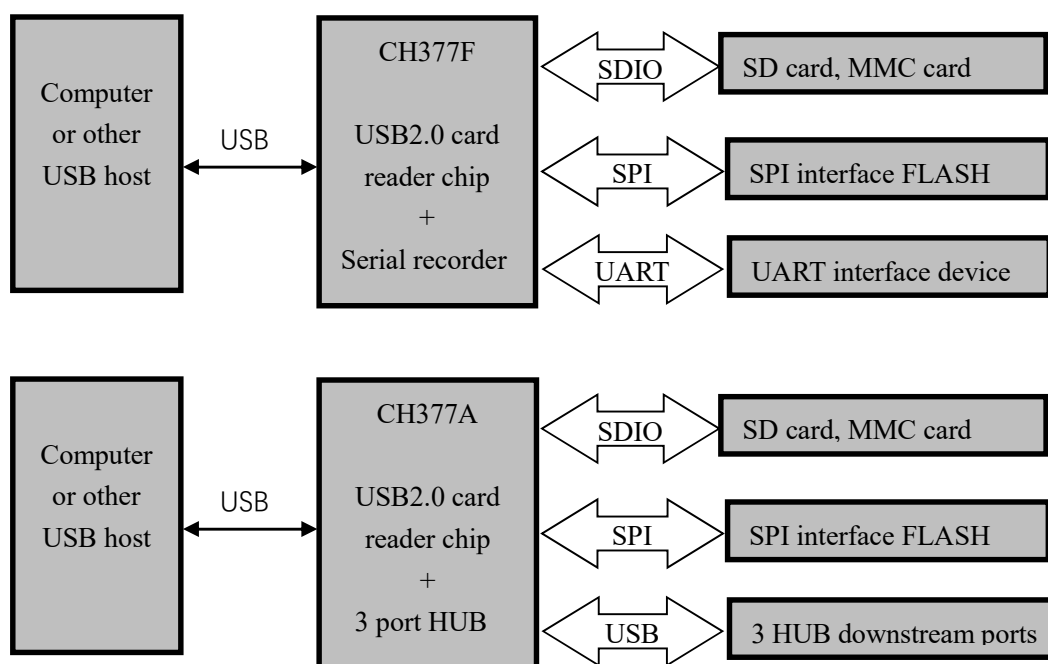 Computer
or other
USB host
USB
CH377F
USB2.0 card
reader chip
+
Serial recorder
SDIO
SD card, MMC card
SPI
SPI interface FLASH
UART
UART interface device
Computer
or other
USB host
USB
CH377A
USB2.0 card
reader chip
+
3 port HUB
SDIO
SD card, MMC card
SPI
SPI interface FLASH
USB
3 HUB downstream ports